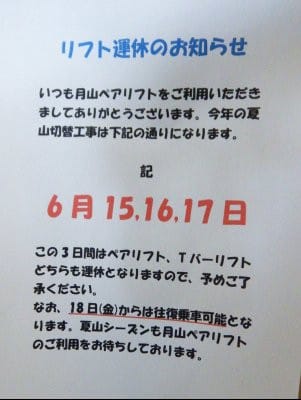 リフト運休のお知らせ
いつも月山ペアリフトをご利用いただき
ましてありがとうございます。今年の夏
山切替工事は下記の通りになります。
記
6月15,16,17日
この3日間はペアリフト、Tバーリフト
どちらも運休となりますので、予めご了
承ください。
なお、18日(金)からは往復乗車可能とな
ります。夏山シーズンも月山ペアリフト
のご利用をお待ちしております。